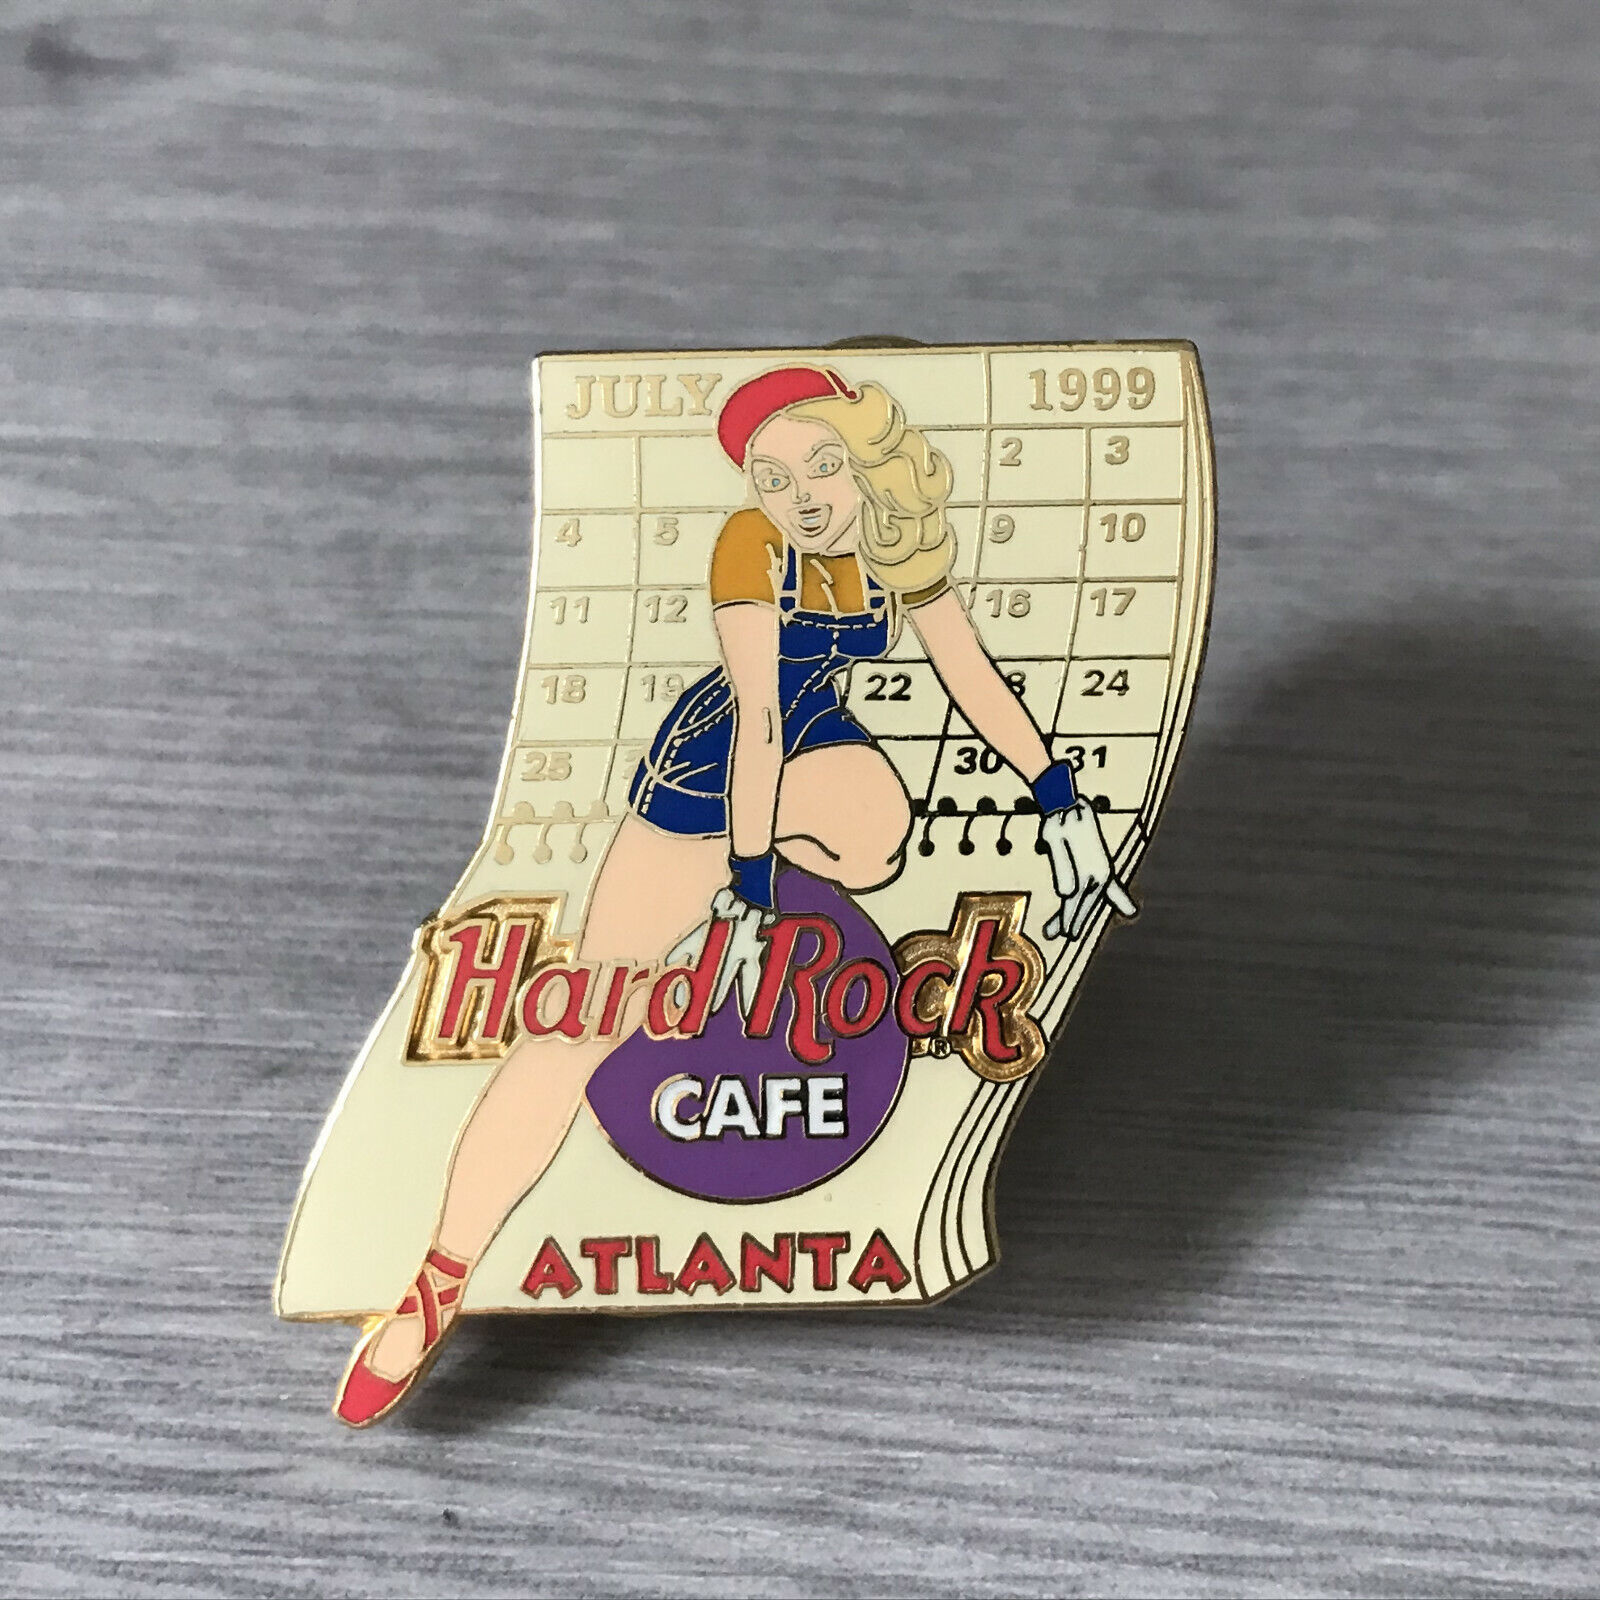 JULY 1999
2 3
4 5 9 10
11 12 16 17
18 19 22 24
25 30 31
Hard Rock ®
CAFE
ATLANTA